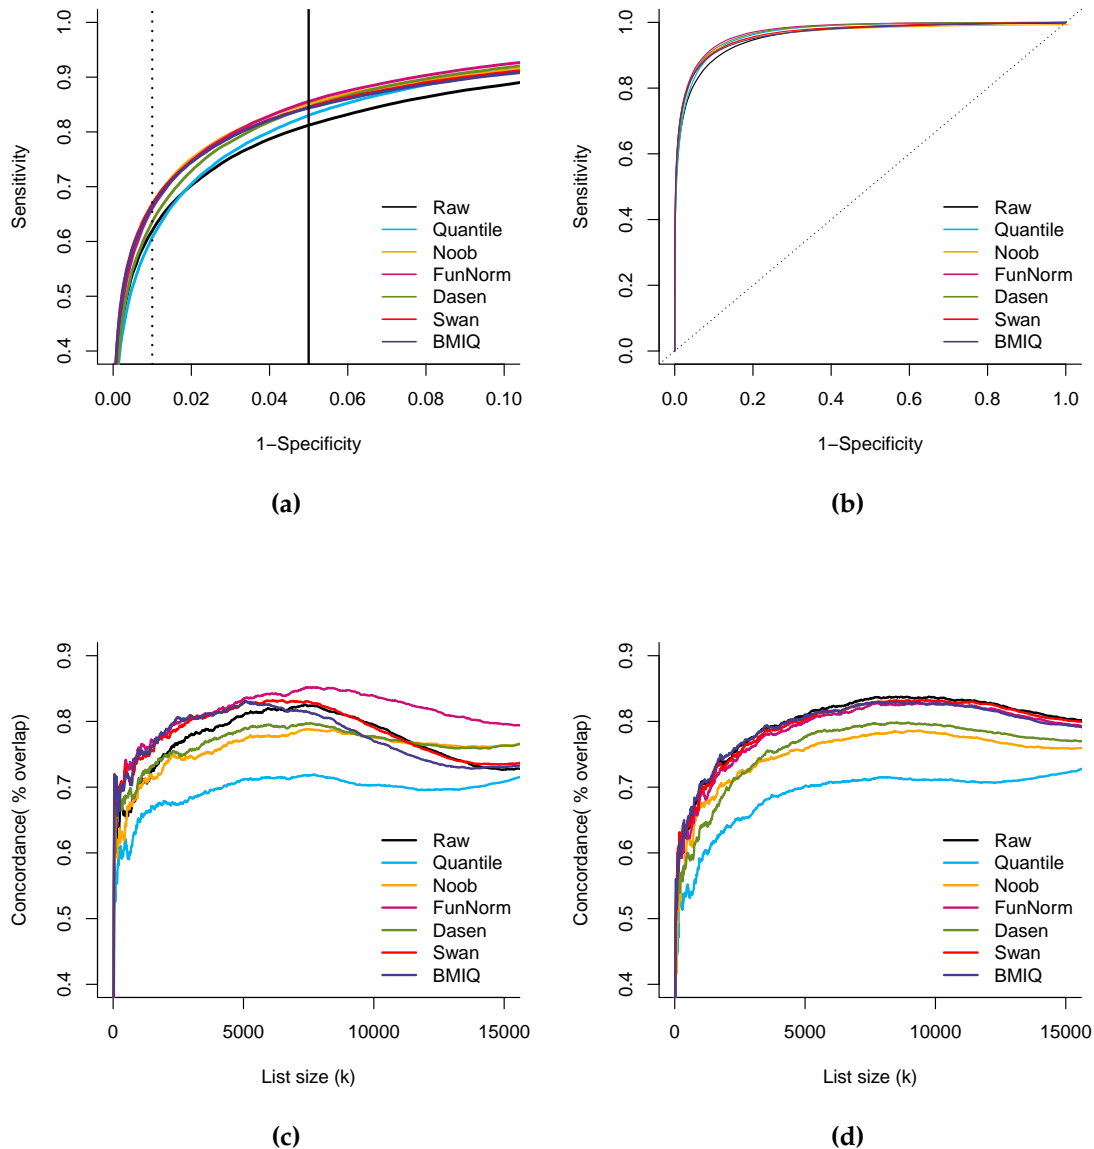 1.0
0.9
0.8
0.7
0.6
0.5
0.4
Sensitivity
0.00 0.02 0.04 0.06 0.08 0.10
1−Specificity
Raw
Quantile
Noob
FunNorm
Dasen
Swan
BMIQ
(a)
1.0
0.8
0.6
0.4
0.2
0.0
Sensitivity
0.0 0.2 0.4 0.6 0.8 1.0
1−Specificity
Raw
Quantile
Noob
FunNorm
Dasen
Swan
BMIQ
(b)
0.9
0.8
0.7
0.6
0.5
0.4
Concordance( % overlap)
0 5000 10000 15000
List size (k)
Raw
Quantile
Noob
FunNorm
Dasen
Swan
BMIQ
(c)
0.9
0.8
0.7
0.6
0.5
0.4
Concordance( % overlap)
0 5000 10000 15000
List size (k)
Raw
Quantile
Noob
FunNorm
Dasen
Swan
BMIQ
(d)